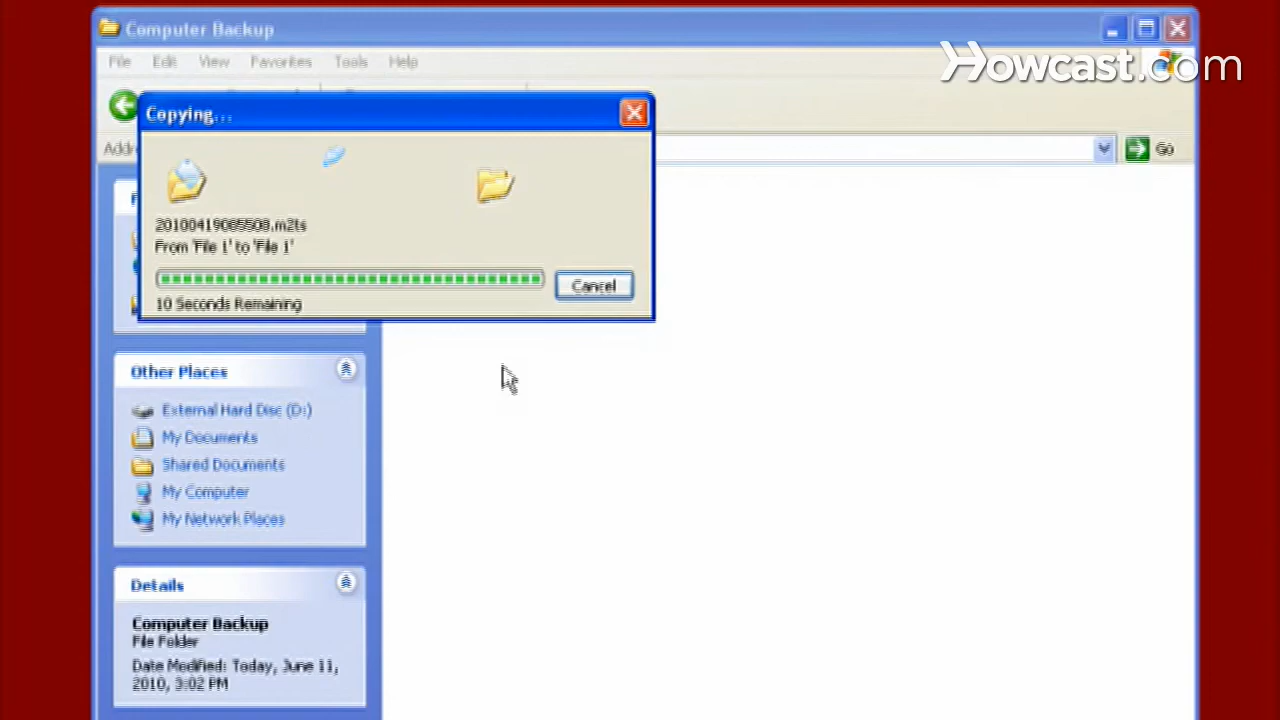 Computer Backup
File Edit View Favorites Tools Help
Howcast.com
Copying...
Addre
Go
20100419085508.m2ts
From 'File 1' to 'File 1'
Cancel
10 Seconds Remaining
Other Places
External Hard Disc (D:)
My Documents
Shared Documents
My Computer
My Network Places
Details
Computer Backup
File Folder
Date Modified: Today, June 11,
2010, 3:02 PM